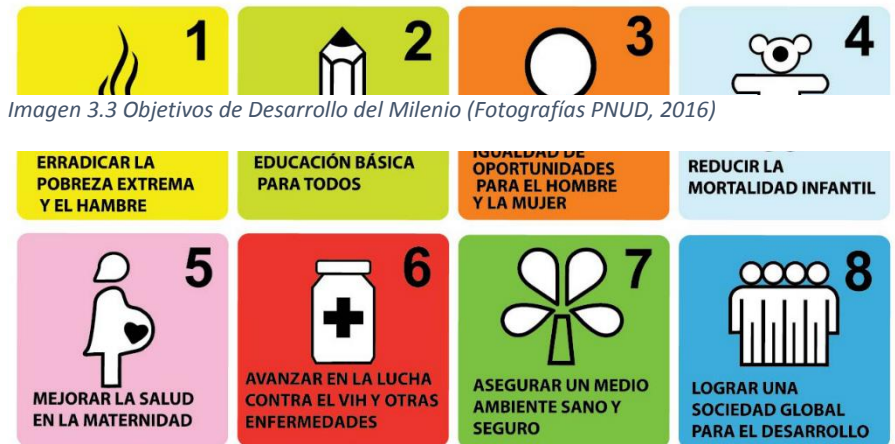 1
2
3
4
Imagen 3.3 Objetivos de Desarrollo del Milenio (Fotografías PNUD, 2016)
ERRADICAR LA
POBREZA EXTREMA
Y EL HAMBRE
EDUCACIÓN BÁSICA
PARA TODOS
IGUALDAD DE
OPORTUNIDADES
PARA EL HOMBRE
Y LA MUJER
REDUCIR LA
MORTALIDAD INFANTIL
5
MEJORAR LA SALUD
EN LA MATERNIDAD
6
AVANZAR EN LA LUCHA
CONTRA EL VIH Y OTRAS
ENFERMEDADES
7
ASEGURAR UN MEDIO
AMBIENTE SANO Y
SEGURO
8
LOGRAR UNA
SOCIEDAD GLOBAL
PARA EL DESARROLLO